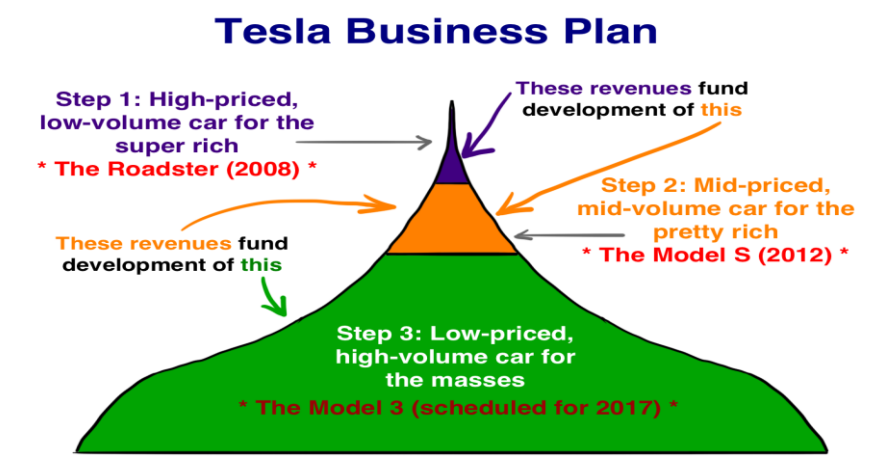 Tesla Business Plan
Step 1: High-priced,
low-volume car for the
super rich
* The Roadster (2008) *
These revenues fund
development of this
Step 2: Mid-priced,
mid-volume car for the
pretty rich
* The Model S (2012) *
These revenues fund
development of this
Step 3: Low-priced,
high-volume car for
the masses
* The Model 3 (scheduled for 2017) *